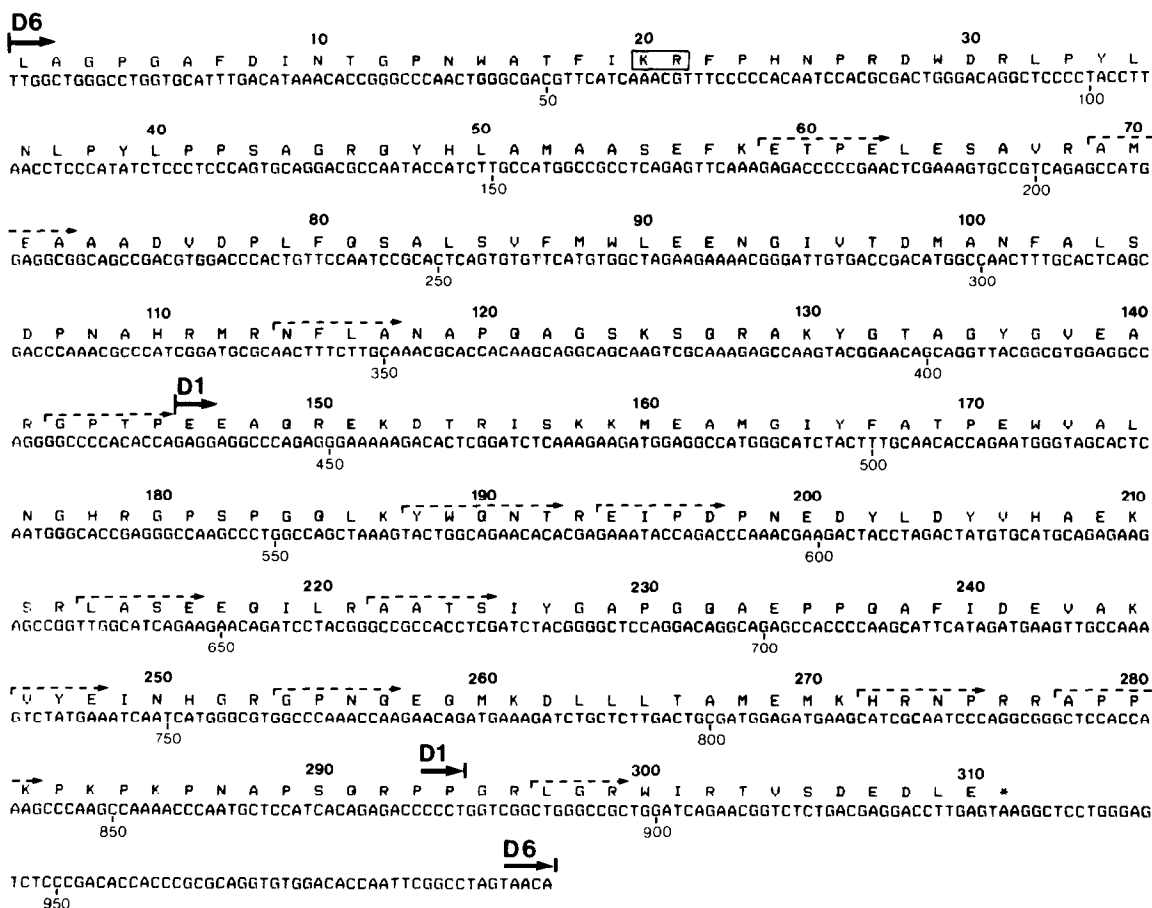 D6
10 20 30
L A G P G A F D I N T G P N W A T F I K R F P H N P R D W D R L P Y L
TTGGCTGGGCCTGGTGCATTTGACATAAACACCGGGCCCAACTGGGCGACGTTCATCAAACGTTTCCCCCACAATCCACGCGACTGGGACAGGCTCCCCTACCTT
50 100
40 50 60 70
N L P Y L P P S A G R Q Y H L A M A A S E F K E T P E L E S A V R A M
AACCTCCCATATCTCCCTCCCAGTGCAGGACGCCAATACCATCTTGCCATGGCCGCCTCAGAGTTCAAAGAGACCCCCGAACTCGAAAGTGCCGTCAGAGCCATG
150 200
80 90 100
E A A A D V D P L F Q S A L S V F M W L E E N G I V T D M A N F A L S
GAGGCGGCAGCCGACGTGGACCCACTGTTCCAATCCGCACTCAGTGTGTTCATGTGGCTAGAAGAAAACGGGATTGTGACCGACATGGCCAACTTTGCACTCAGC
250 300
110 120 130 140
D P N A H R M R N F L A N A P Q A G S K S Q R A K Y G T A G Y G V E A
GACCCAAACGCCCATCGGATGCGCAACTTTCTTGCAAACGCACCACAAGCAGGCAGCAAGTCGCAAAGAGCCAAGTACGGAACAGCAGGTTACGGCGTGGAGGCC
350 400
D1
150 160 170
R G P T P E E A Q R E K D T R I S K K M E A M G I Y F A T P E W V A L
AGGGGCCCCACACCAGAGGAGGCCCAGAGGGAAAAAGACACTCGGATCTCAAAGAAGATGGAGGCCATGGGCATCTACTTTGCAACACCAGAATGGGTAGCACTC
450 500
180 190 200 210
N G H R G P S P G Q L K Y W Q N T R E I P D P N E D Y L D Y V H A E K
AATGGGCACCGAGGGCCAAGCCCTGGCCAGCTAAAGTACTGGCAGAACACACGAGAAATACCAGACCCAAACGAAGACTACCTAGACTATGTGCATGCAGAGAAG
550 600
220 230 240
S R L A S E E Q I L R A A T S I Y G A P G Q A E P P Q A F I D E V A K
AGCCGGTTGGCATCAGAAGAACAGATCCTACGGGCCGCCACCTCGATCTACGGGGCTCCAGGACAGGCAGAGCCACCCCAAGCATTCATAGATGAAGTTGCCAAA
650 700
250 260 270 280
V Y E I N H G R G P N Q E Q M K D L L L T A M E M K H R N P R R A P P
GTCTATGAAATCAATCATGGGCGTGGCCCAAACCAAGAACAGATGAAAGATCTGCTCTTGACTGCGATGGAGATGAAGCATCGCAATCCCAGGCGGGCTCCACCA
750 800
290 D1 300 310
K P K P K P N A P S Q R P P G R L G R W I R T V S D E D L E *
AAGCCCAAGCCAAAACCCAATGCTCCATCACAGAGACCCCCTGGTCGGCTGGGCCGCTGGATCAGAACGGTCTCTGACGAGGACCTTGAGTAAGGCTCCTGGGAG
850 900
D6
TCTCCCGACACCACCCGCGCAGGTGTGGACACCAATTCGGCCTAGTAACA
950